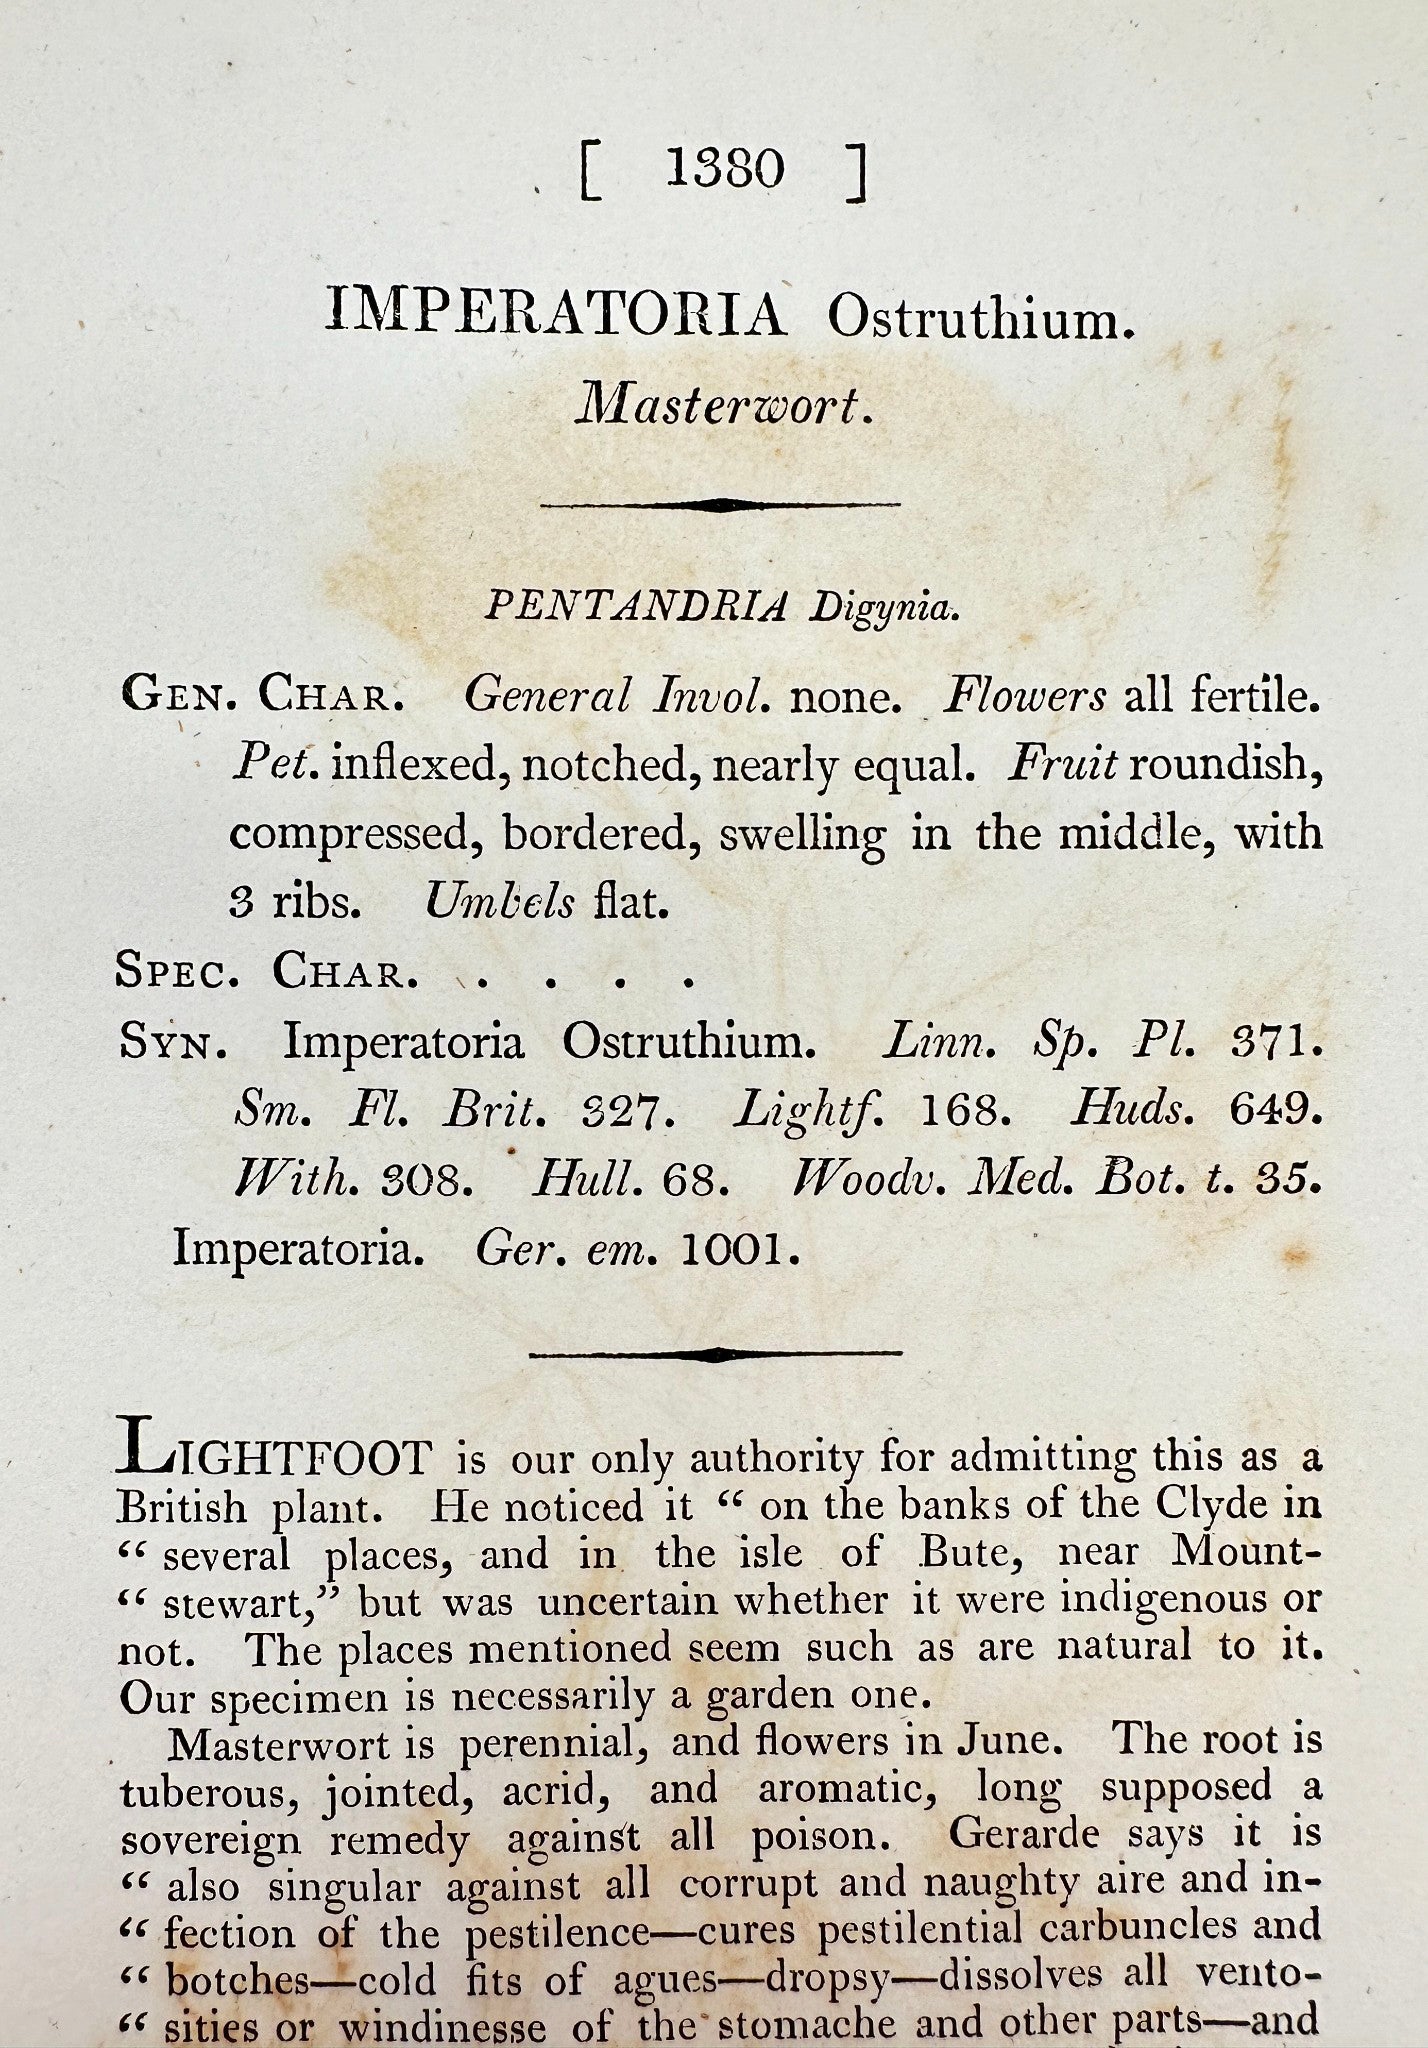 [ 1380 ]
IMPERATORIA Ostruthium.
Masterwort.
PENTANDRIA Digynia.
GEN. CHAR. General Invol. none. Flowers all fertile.
Pet. inflexed, notched, nearly equal. Fruit roundish,
compressed, bordered, swelling in the middle, with
3 ribs. Umbels flat.
SPEC. CHAR. . . . .
SYN. Imperatoria Ostruthium. Linn. Sp. Pl. 371.
Sm. Fl. Brit. 327. Lightf. 168. Huds. 649.
With. 308. Hull. 68. Woodv. Med. Bot. t. 35.
Imperatoria. Ger. em. 1001.
LIGHTFOOT is our only authority for admitting this as a
British plant. He noticed it “ on the banks of the Clyde in
“ several places, and in the isle of Bute, near Mount-
“ stewart,” but was uncertain whether it were indigenous or
not. The places mentioned seem such as are natural to it.
Our specimen is necessarily a garden one.
Masterwort is perennial, and flowers in June. The root is
tuberous, jointed, acrid, and aromatic, long supposed a
sovereign remedy against all poison. Gerarde says it is
“ also singular against all corrupt and naughty aire and in-
“ fection of the pestilence—cures pestilential carbuncles and
“ botches—cold fits of agues—dropsy—dissolves all vento-
“ sities or windinesse of the stomache and other parts—and